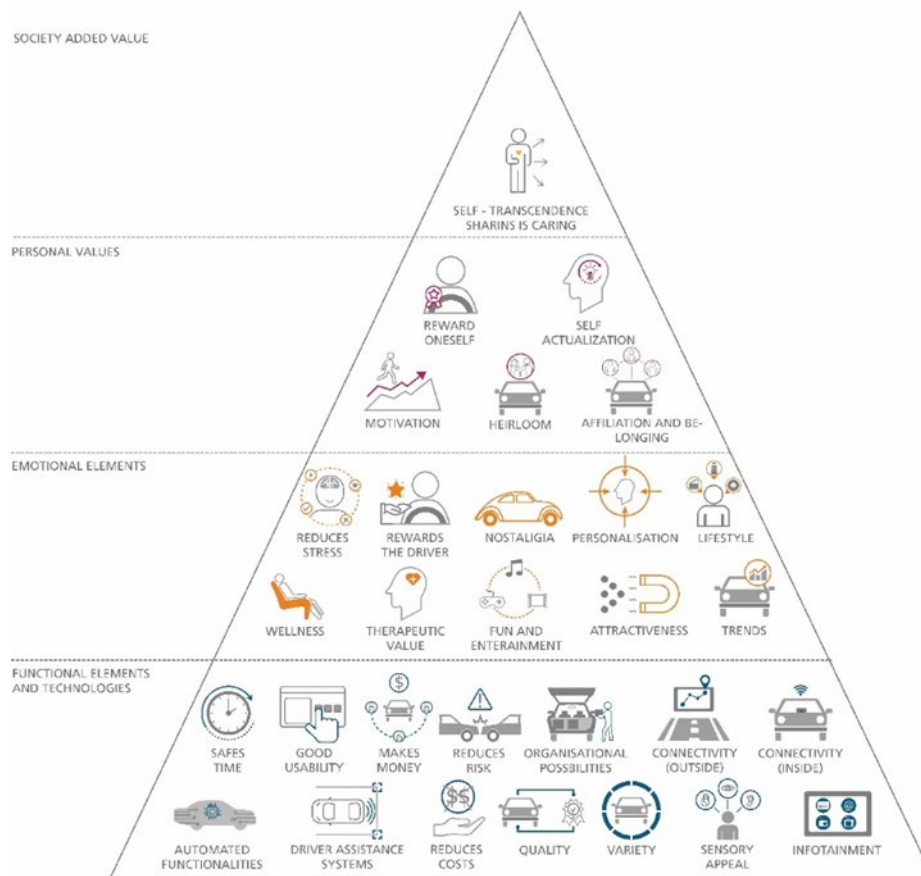 SOCIETY ADDED VALUE
SELF - TRANSCENDENCE
SHARINS IS CARING
PERSONAL VALUES
REWARD
ONESELF
SELF
ACTUALIZATION
MOTIVATION
HEIRLOOM
AFFILIATION AND BE-
LONGING
EMOTIONAL ELEMENTS
REDUCES
STRESS
REWARDS
THE DRIVER
NOSTALIGIA
PERSONALISATION
LIFESTYLE
WELLNESS
THERAPEUTIC
VALUE
FUN AND
ENTERAINMENT
ATTRACTIVENESS
TRENDS
FUNCTIONAL ELEMENTS
AND TECHNOLOGIES
SAFES
TIME
GOOD
USABILITY
$
MAKES
MONEY
REDUCES
RISK
ORGANISATIONAL
POSSBILITIES
CONNECTIVITY
(OUTSIDE)
CONNECTIVITY
(INSIDE)
AUTOMATED
FUNCTIONALITIES
DRIVER ASSISTANCE
SYSTEMS
$$
REDUCES
COSTS
QUALITY
VARIETY
SENSORY
APPEAL
INFOTAINMENT